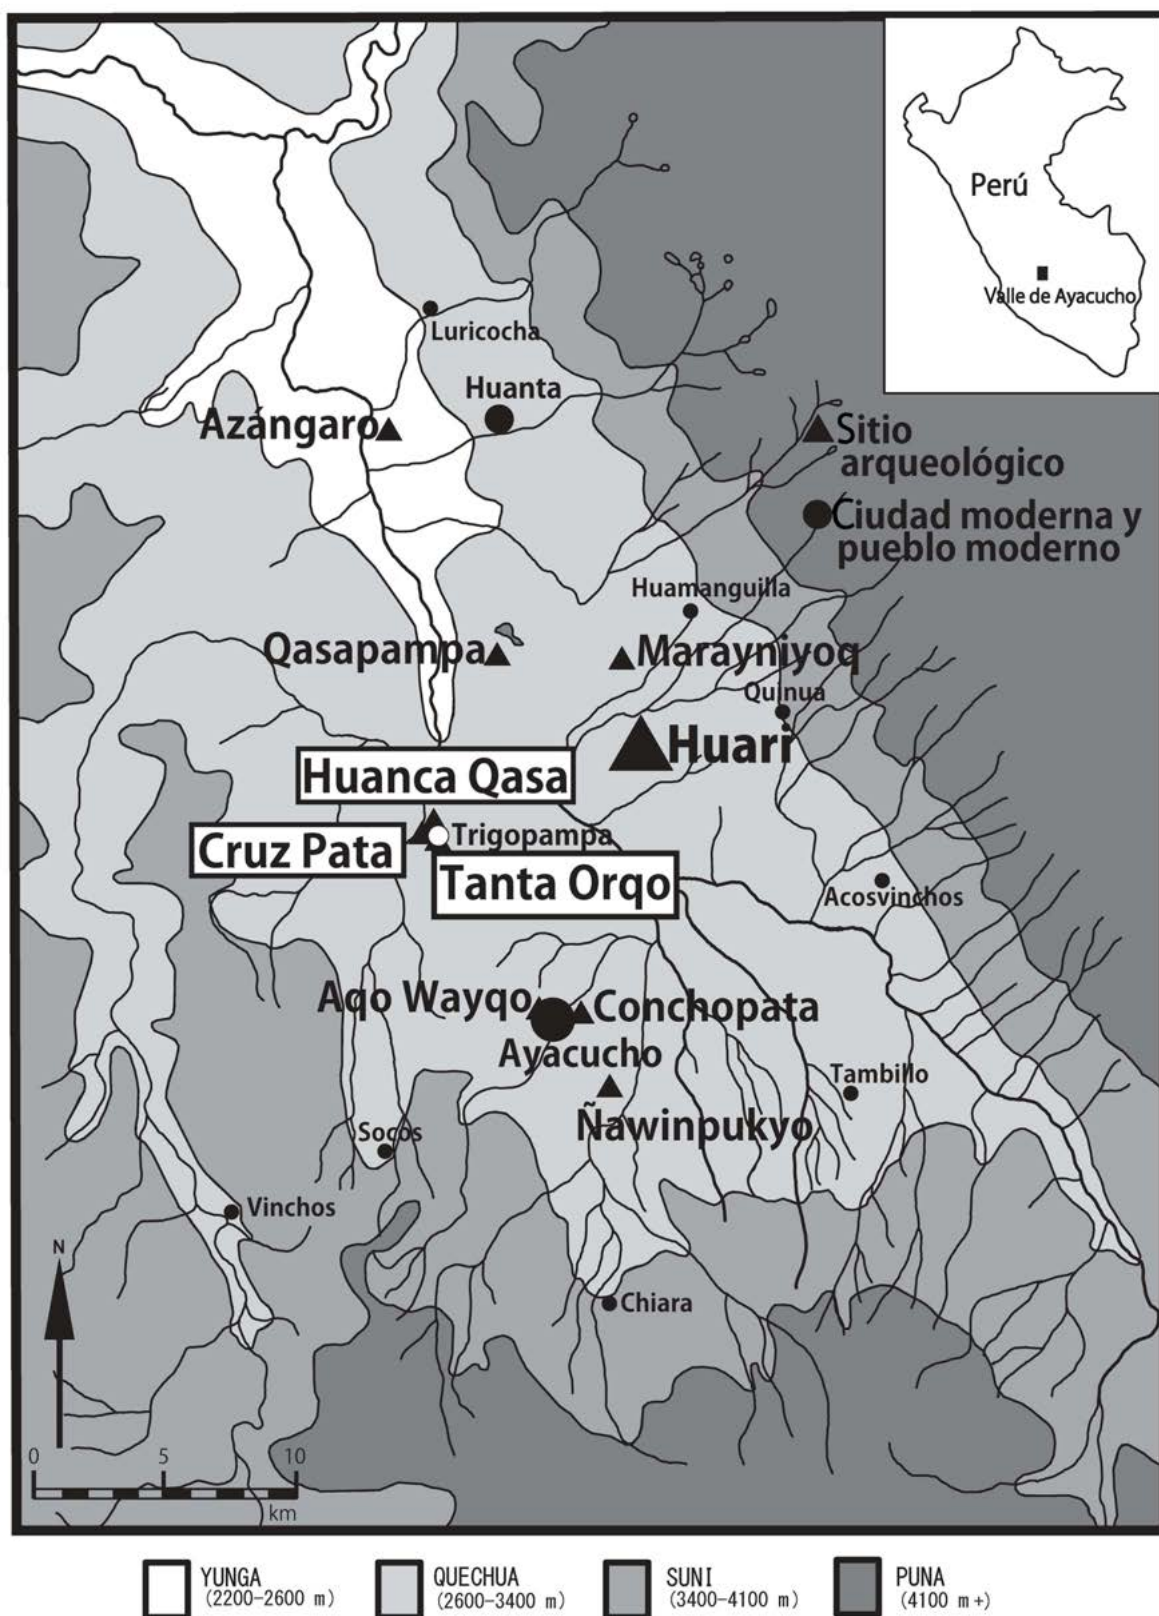 Perú
Valle de Ayacucho
Luricocha
Huanta
Azángaro
Sitio
arqueológico
Ciudad moderna y
pueblo moderno
Huamanguilla
Qasapampa
Marayniyoq
Quinua
Huari
Huanca Qasa
Cruz Pata
Trigopampa
Tanta Orqo
Acosvinchos
Aqo Wayqo
Conchopata
Ayacucho
Tambillo
Ñawinpukyo
Socos
Vinchos
N
Chiara
0 5 10
km
YUNGA
(2200-2600 m)
QUECHUA
(2600-3400 m)
SUNI
(3400-4100 m)
PUNA
(4100 m+)